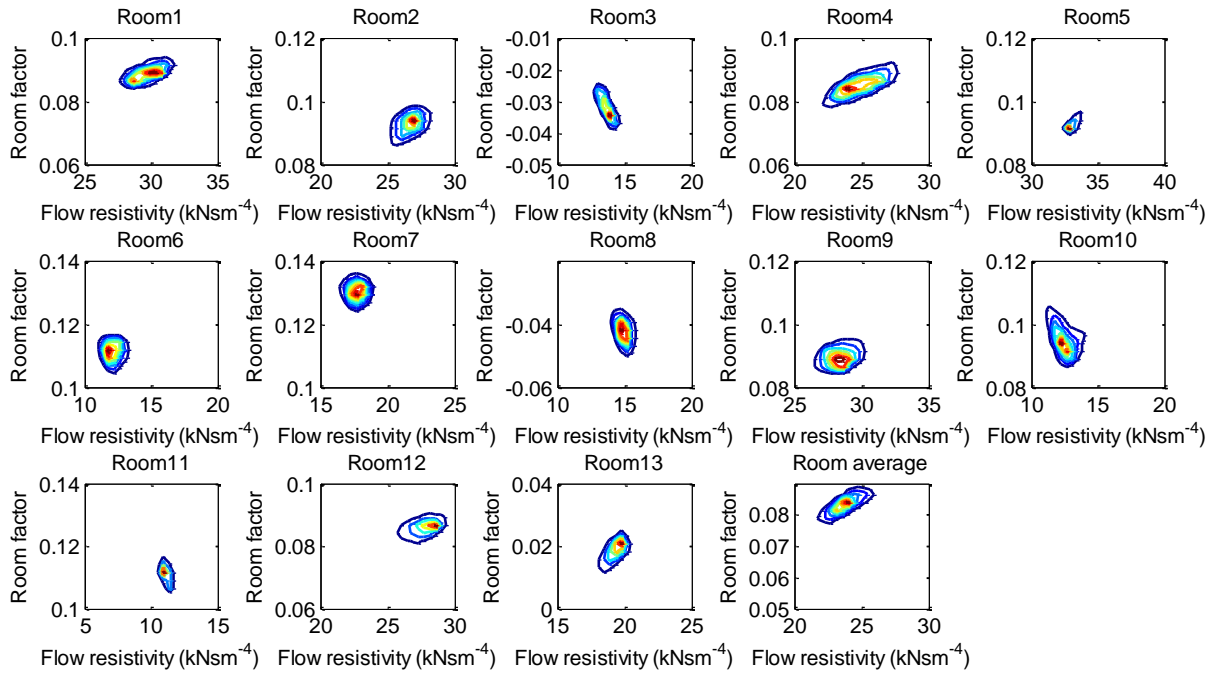 Room1 Room2 Room3 Room4 Room5
0.1 0.12 -0.01 0.1 0.12
Room factor Room factor Room factor Room factor Room factor
-0.02
0.08 0.1 -0.03 0.08 0.1
-0.04
0.06 0.08 -0.05 0.06 0.08
25 30 35 20 25 30 10 15 20 20 25 30 30 35 40
Flow resistivity (kNsm-4) Flow resistivity (kNsm-4) Flow resistivity (kNsm-4) Flow resistivity (kNsm-4) Flow resistivity (kNsm-4)
Room6 Room7 Room8 Room9 Room10
0.14 0.14 0.12 0.12
Room factor Room factor Room factor Room factor Room factor
0.12 0.12 -0.04 0.1 0.1
0.1 0.1 -0.06 0.08 0.08
10 15 20 15 20 25 10 15 20 25 30 35 10 15 20
Flow resistivity (kNsm-4) Flow resistivity (kNsm-4) Flow resistivity (kNsm-4) Flow resistivity (kNsm-4) Flow resistivity (kNsm-4)
Room11 Room12 Room13 Room average
0.14 0.1 0.04
Room factor Room factor Room factor Room factor
0.08
0.07
0.12 0.08 0.02
0.06
0.1 0.06 0 0.05
5 10 15 20 25 30 15 20 25 20 25 30
Flow resistivity (kNsm-4) Flow resistivity (kNsm-4) Flow resistivity (kNsm-4) Flow resistivity (kNsm-4)